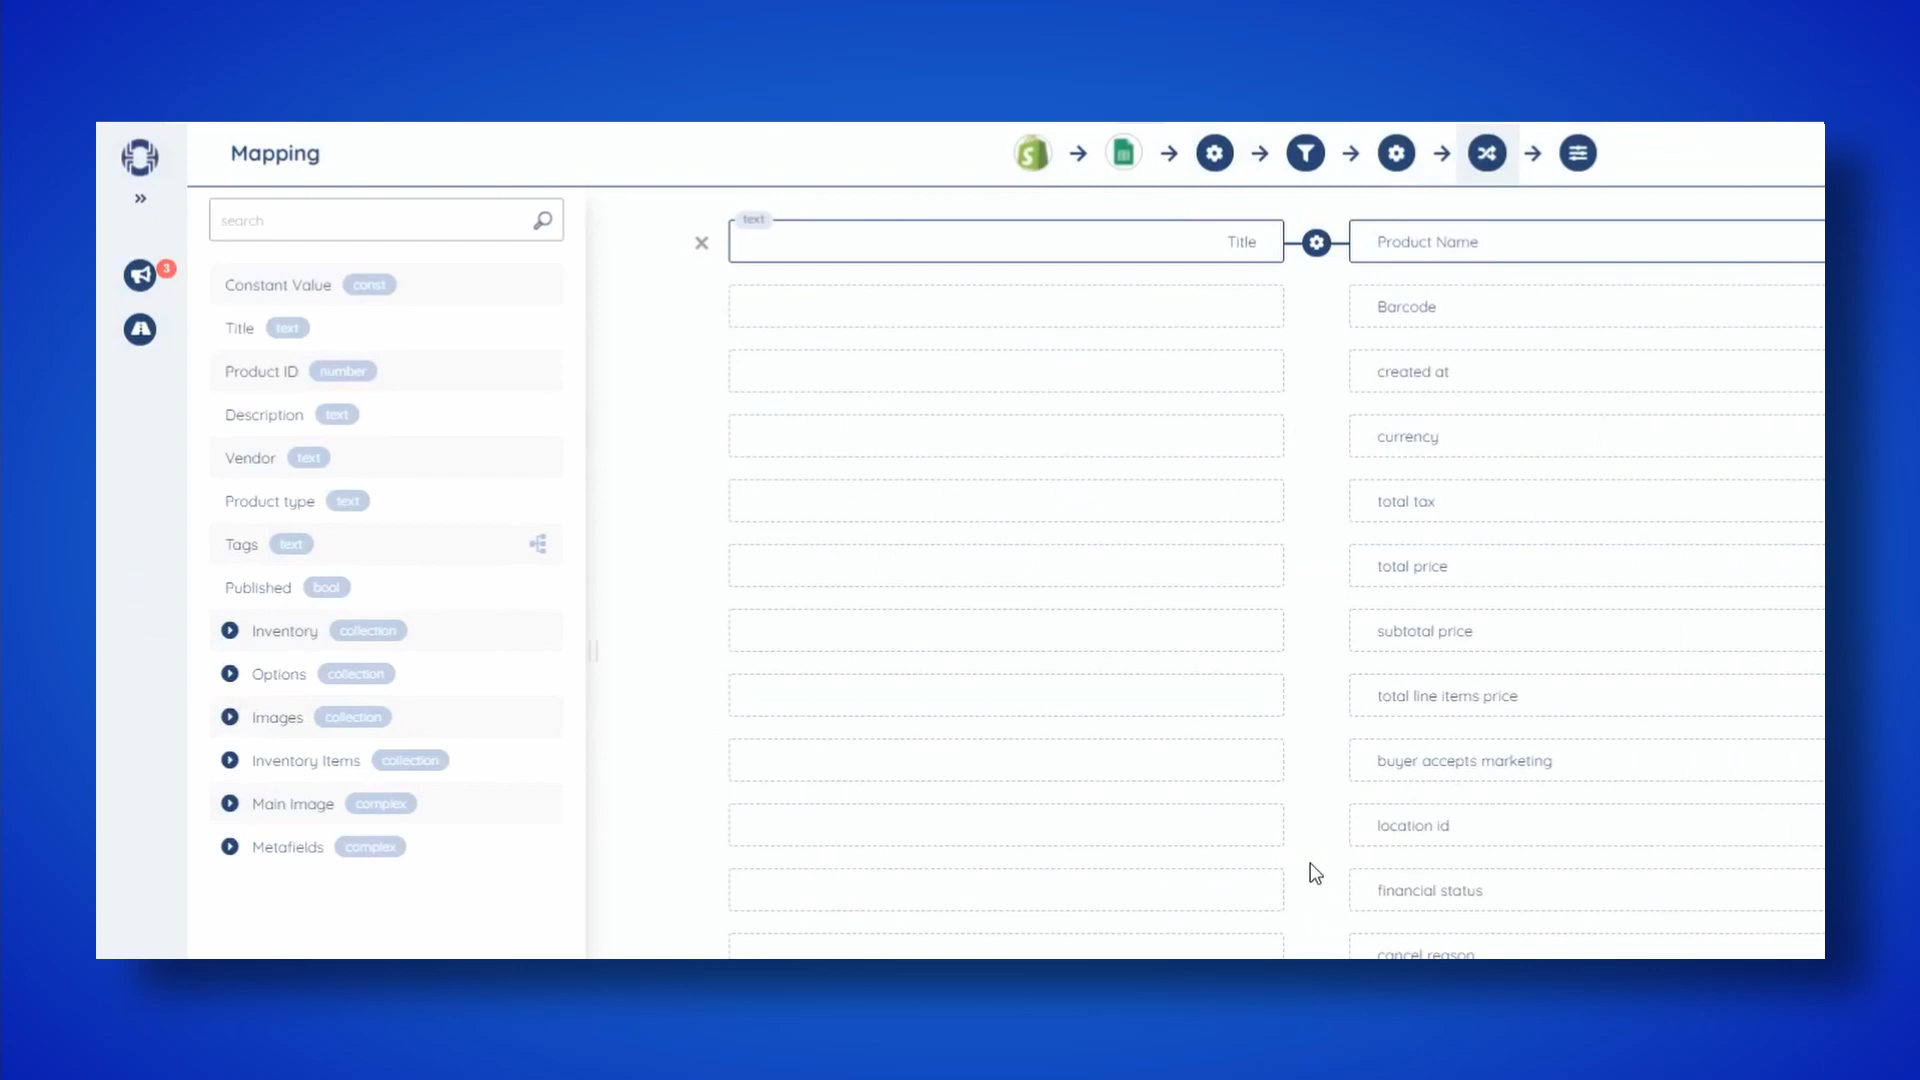 Mapping
search
3
Constant Value const
Title text
Product ID number
Description text
Vendor text
Product type text
Tags text
Published bool
Inventory collection
Options collection
Images collection
Inventory Items collection
Main Image complex
Metafields complex
text
Title
Product Name
Barcode
created at
currency
total tax
total price
subtotal price
total line items price
buyer accepts marketing
location id
financial status
cancel reason